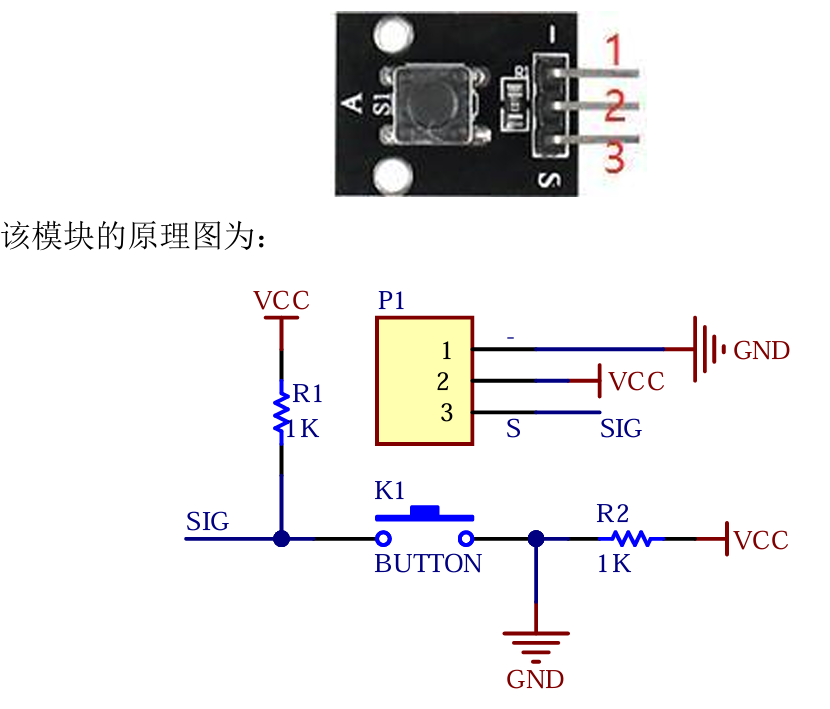 -
1
R
A
S1
2
3
S
该模块的原理图为：
VCC
P1
1
-
GND
2
VCC
R1
1K
3
S
SIG
K1
SIG
R2
BUTTON
1K
VCC
GND